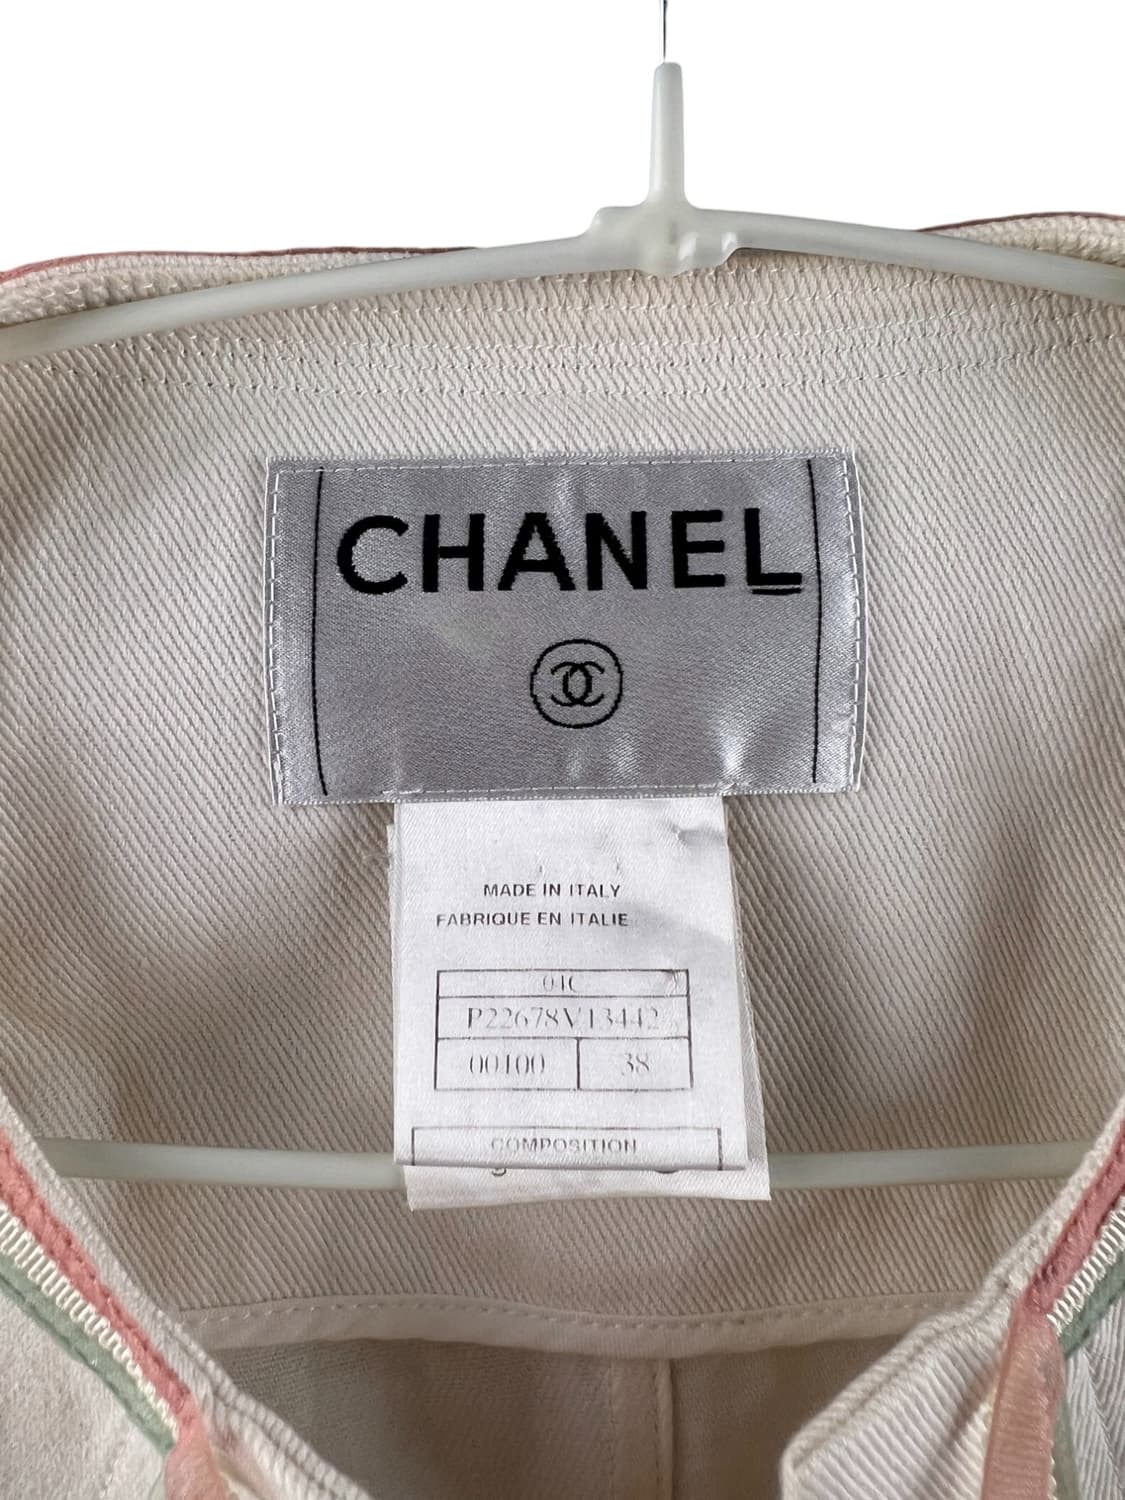 CHANEL
MADE IN ITALY
FABRIQUE EN ITALIE
04C
P22678V13442
00100 38
COMPOSITION